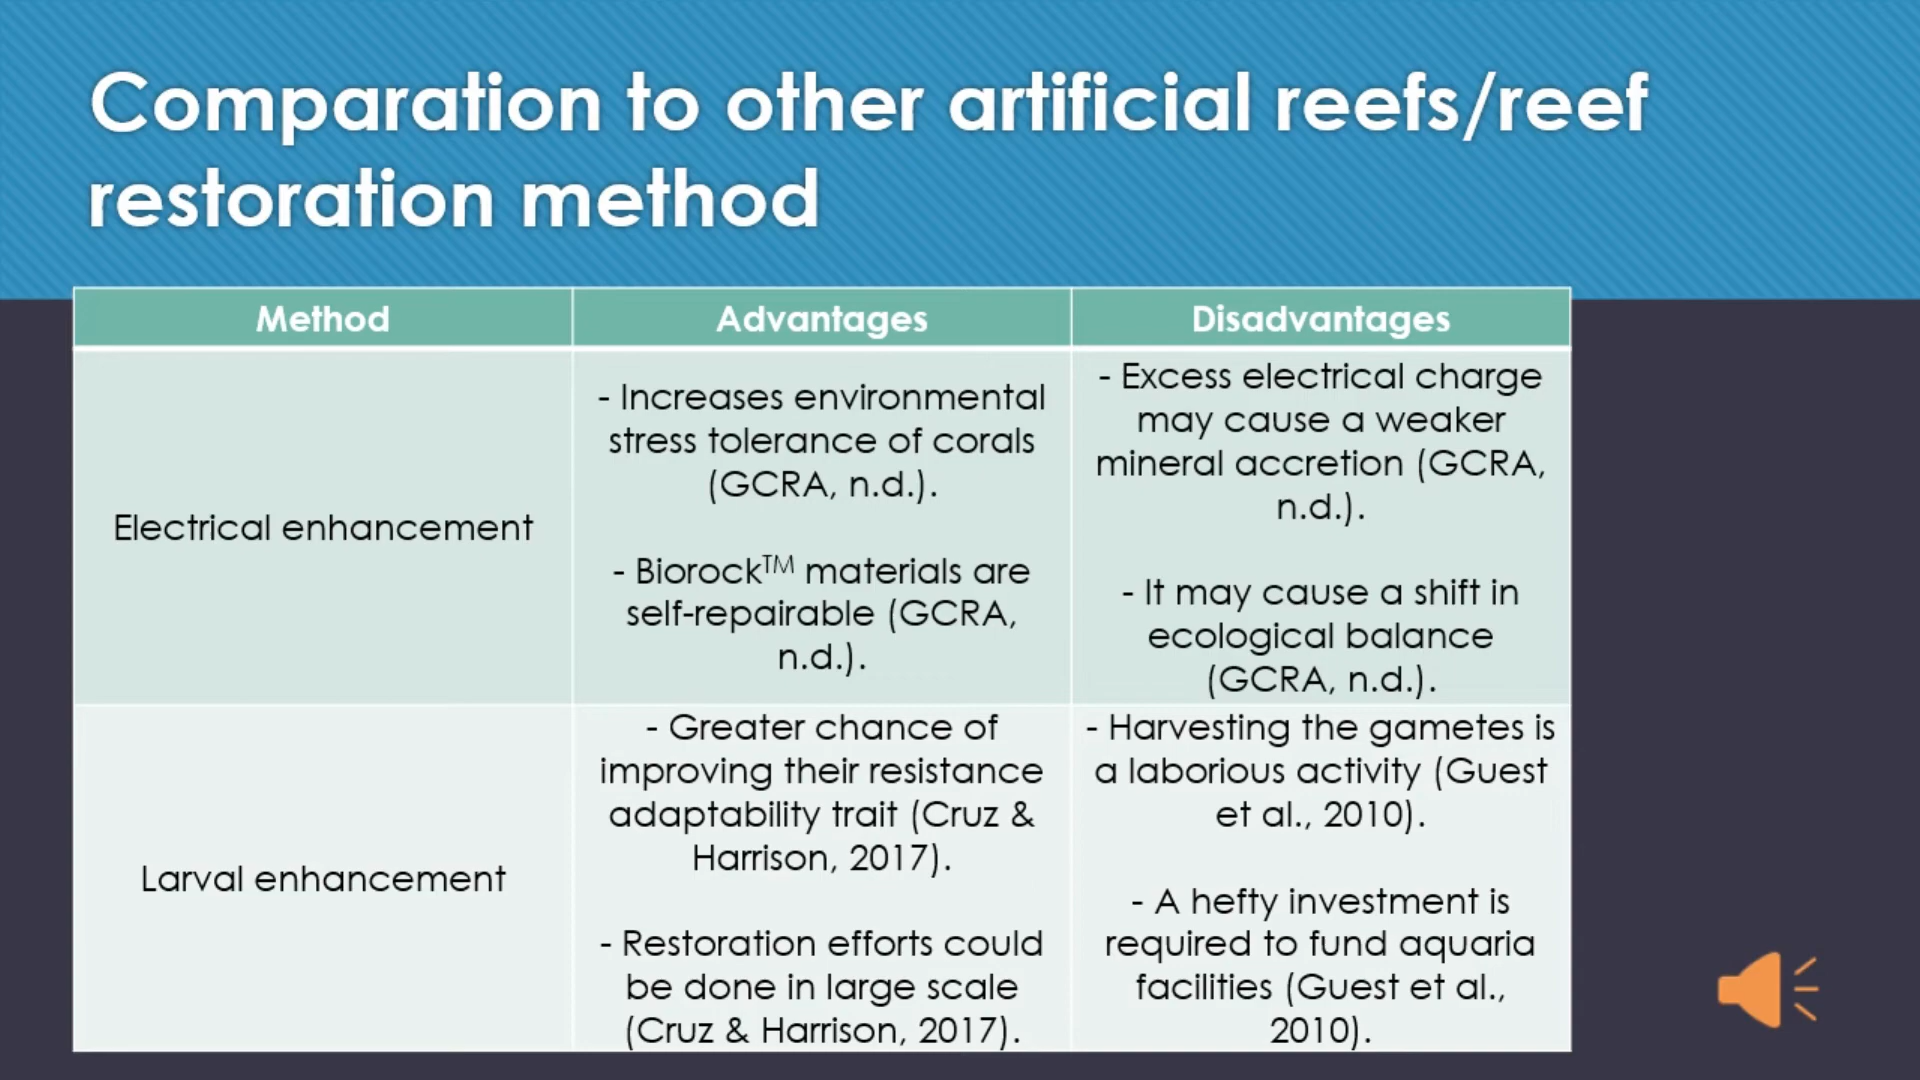 Comparation to other artificial reefs/reef
restoration method
Method
Advantages
Disadvantages
Electrical enhancement
- Increases environmental
stress tolerance of corals
(GCRA, n.d.).
- Biorock™ materials are
self-repairable (GCRA,
n.d.).
- Excess electrical charge
may cause a weaker
mineral accretion (GCRA,
n.d.).
- It may cause a shift in
ecological balance
(GCRA, n.d.).
Larval enhancement
- Greater chance of
improving their resistance
adaptability trait (Cruz &
Harrison, 2017).
- Restoration efforts could
be done in large scale
(Cruz & Harrison, 2017).
- Harvesting the gametes is
a laborious activity (Guest
et al., 2010).
- A hefty investment is
required to fund aquaria
facilities (Guest et al.,
2010).